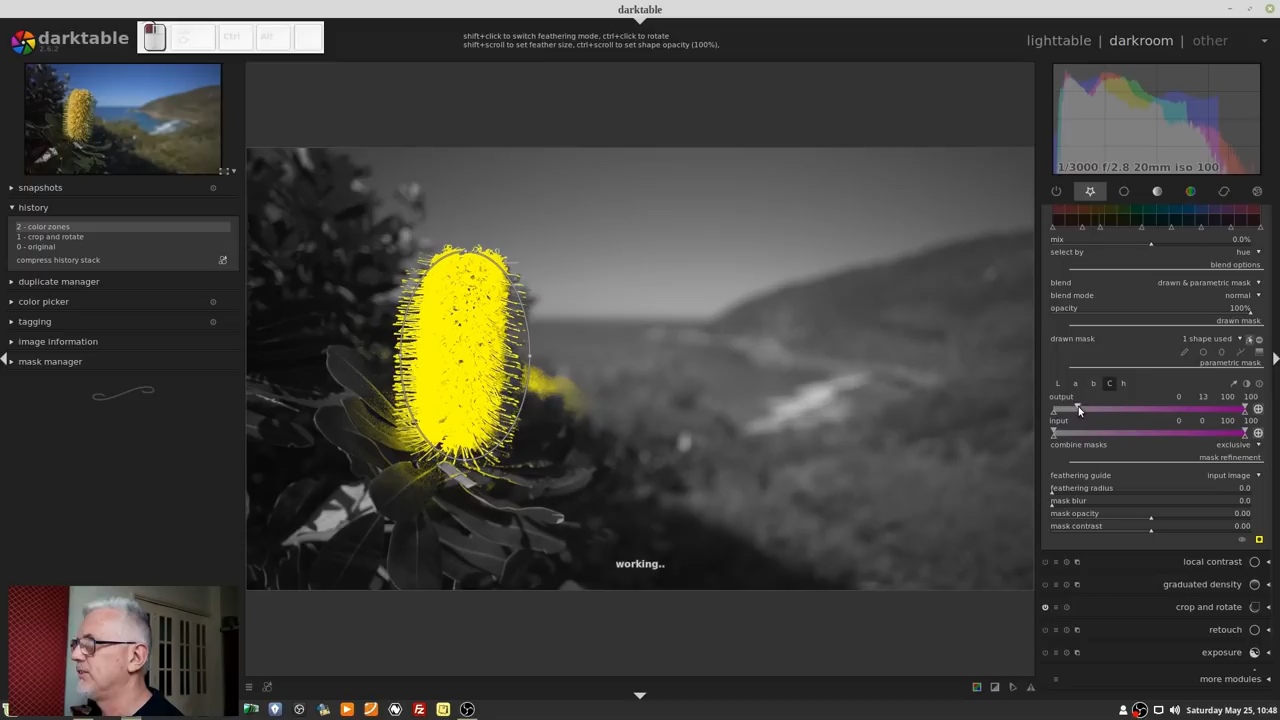 darktable
darktable
2.6.2
Ctrl Alt
shift+click to switch feathering mode, ctrl+click to rotate
shift+scroll to set feather size, ctrl+scroll to set shape opacity (100%),
lighttable | darkroom | other
1/3000 f/2.8 20mm iso 100
snapshots
history
2 - color zones
1 - crop and rotate
0 - original
compress history stack
duplicate manager
color picker
tagging
image information
mask manager
working..
mix 0.0%
select by hue
blend options
blend drawn & parametric mask
blend mode normal
opacity 100%
drawn mask
drawn mask 1 shape used
parametric mask
L a b C h
output 0 13 100 100
input 0 0 100 100
combine masks exclusive
mask refinement
feathering guide input image
feathering radius 0.0
mask blur 0.0
mask opacity 0.00
mask contrast 0.00
local contrast
graduated density
crop and rotate
retouch
exposure
more modules
Saturday May 25, 10:48